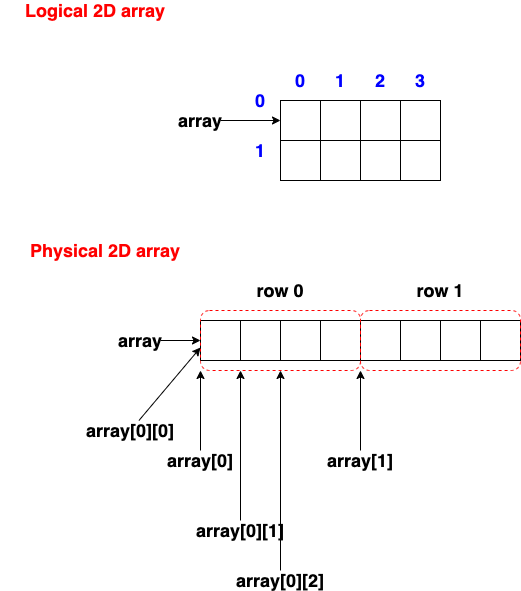 Logical 2D array
0 1 2 3
0
array
1
Physical 2D array
row 0 row 1
array
array[0][0]
array[0] array[1]
array[0][1]
array[0][2]